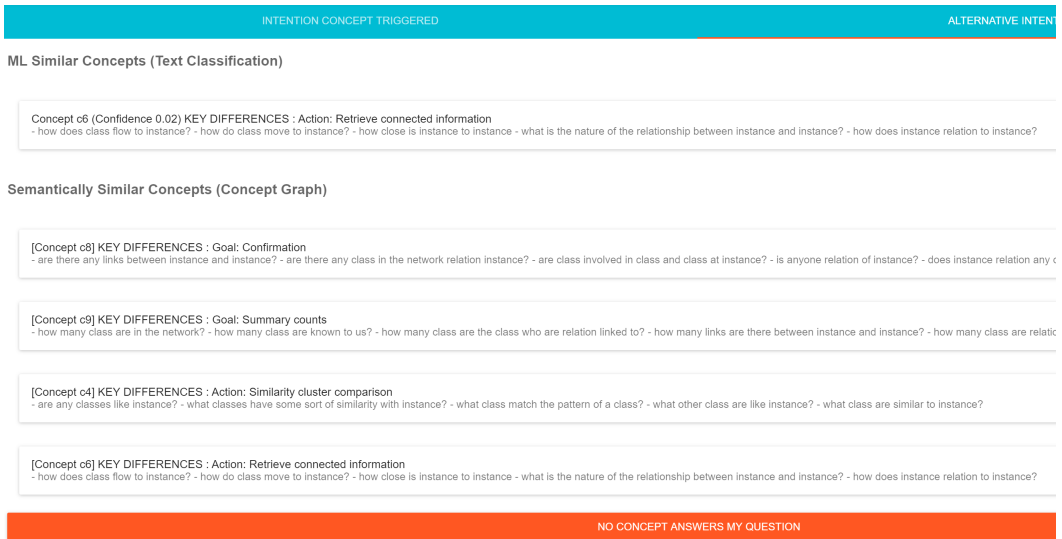 INTENTION CONCEPT TRIGGERED
ALTERNATIVE INTENT
ML Similar Concepts (Text Classification)
Concept c6 (Confidence 0.02) KEY DIFFERENCES : Action: Retrieve connected information
- how does class flow to instance? - how do class move to instance? - how close is instance to instance - what is the nature of the relationship between instance and instance? - how does instance relation to instance?
Semantically Similar Concepts (Concept Graph)
[Concept c8] KEY DIFFERENCES : Goal: Confirmation
- are there any links between instance and instance? - are there any class in the network relation instance? - are class involved in class and class at instance? - is anyone relation of instance? - does instance relation any
[Concept c9] KEY DIFFERENCES : Goal: Summary counts
- how many class are in the network? - how many class are known to us? - how many class are the class who are relation linked to? - how many links are there between instance and instance? - how many class are
[Concept c4] KEY DIFFERENCES : Action: Similarity cluster comparison
- are any classes like instance? - what classes have some sort of similarity with instance? - what class match the pattern of a class? - what other class are like instance? - what class are similar to instance?
[Concept c6] KEY DIFFERENCES : Action: Retrieve connected information
- how does class flow to instance? - how do class move to instance? - how close is instance to instance - what is the nature of the relationship between instance and instance? - how does instance relation to instance?
NO CONCEPT ANSWERS MY QUESTION